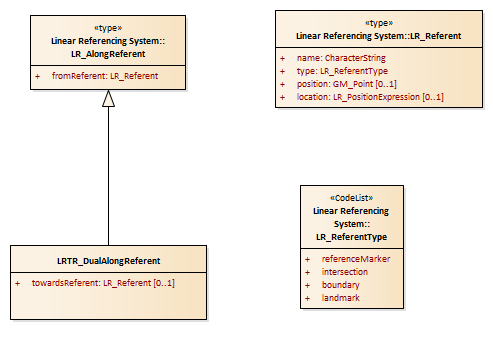 «type»
Linear Referencing System::
LR_AlongReferent
+ fromReferent: LR_Referent
«type»
Linear Referencing System::LR_Referent
+ name: CharacterString
+ type: LR_ReferentType
+ position: GM_Point [0..1]
+ location: LR_PositionExpression [0..1]
«CodeList»
Linear Referencing
System::
LR_ReferentType
+ referenceMarker
+ intersection
+ boundary
+ landmark
LRTR_DualAlongReferent
+ towardsReferent: LR_Referent [0..1]